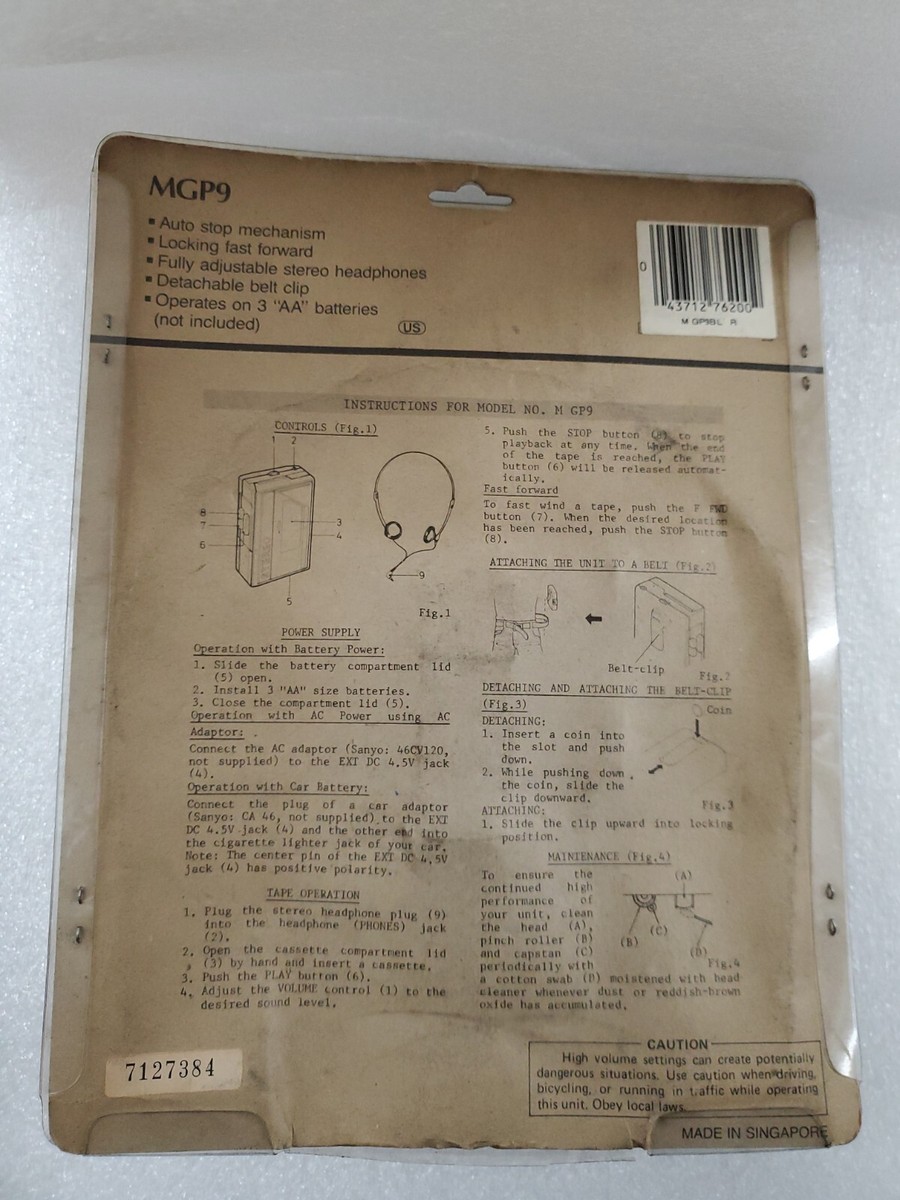 MGP9
▪ Auto stop mechanism
▪ Locking fast forward
▪ Fully adjustable stereo headphones
▪ Detachable belt clip
▪ Operates on 3 "AA" batteries
(not included)
US
0
43712 76200
M GP9BL R
INSTRUCTIONS FOR MODEL NO. M GP9
CONTROLS (Fig.1)
1 2
8
7
6
3
4
5
9
Fig.1
POWER SUPPLY
Operation with Battery Power:
1. Slide the battery compartment lid
(5) open.
2. Install 3 "AA" size batteries.
3. Close the compartment lid (5).
Operation with AC Power using AC
Adaptor:
Connect the AC adaptor (Sanyo: 46CV120,
not supplied) to the EXT DC 4.5V jack
(4).
Operation with Car Battery:
Connect the plug of a car adaptor
(Sanyo: CA 46, not supplied) to the EXT
DC 4.5V jack (4) and the other end into
the cigarette lighter jack of your car.
Note: The center pin of the EXT DC 4.5V
jack (4) has positive polarity.
TAPE OPERATION
1. Plug the stereo headphone plug (9)
into the headphone (PHONES) jack
(2).
2. Open the cassette compartment lid
(3) by hand and insert a cassette.
3. Push the PLAY button (6).
4. Adjust the VOLUME control (1) to the
desired sound level.
5. Push the STOP button (8) to stop
playback at any time. When the end
of the tape is reached, the PLAY
button (6) will be released automat-
ically.
Fast forward
To fast wind a tape, push the F FWD
button (7). When the desired location
has been reached, push the STOP button
(8).
ATTACHING THE UNIT TO A BELT (Fig.2)
Belt-clip
Fig.2
DETACHING AND ATTACHING THE BELT-CLIP
(Fig.3)
Coin
DETACHING:
1. Insert a coin into
the slot and push
down.
2. While pushing down
the coin, slide the
clip downward.
Fig.3
ATTACHING:
1. Slide the clip upward into locking
position.
MAINTENANCE (Fig.4)
To ensure the
continued high
performance of
your unit, clean
the head (A),
pinch roller (B)
and capstan (C)
periodically with
a cotton swab (D) moistened with head
cleaner whenever dust or reddish-brown
oxide has accumulated.
(A)
(B)
(C)
(D)
Fig.4
7127384
CAUTION
High volume settings can create potentially
dangerous situations. Use caution when driving,
bicycling, or running in traffic while operating
this unit. Obey local laws.
MADE IN SINGAPORE